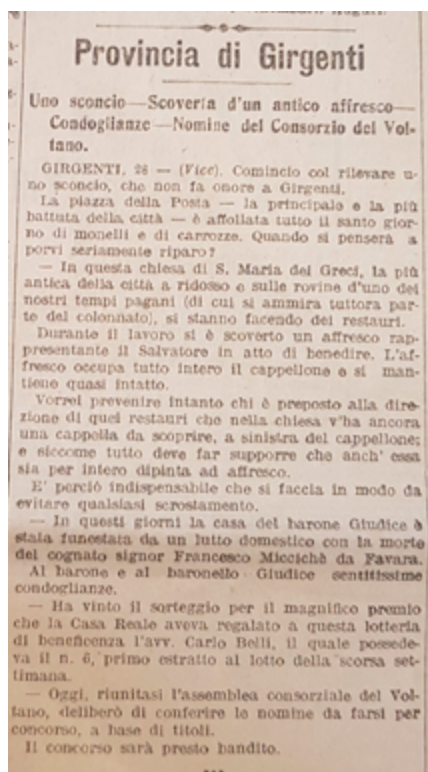 Provincia di Girgenti
Uno sconcio—Scoverta d'un antico affresco—
Condoglianze—Nomine del Consorzio del Vol-
tano.
GIRGENTI, 28 — (Vice). Comincio col rilevare u-
no sconcio, che non fa onore a Girgenti.
La piazza della Posta — la principale e la più
battuta della città — è affollata tutto il santo gior-
no di monelli e di carrozze. Quando si penserà a
porvi seriamente riparo?
— In questa chiesa di S. Maria dei Greci, la più
antica della città a ridosso e sulle rovine d'uno dei
nostri tempi pagani (di cui si ammira tuttora par-
te del colonnato), si stanno facendo dei restauri.
Durante il lavoro si è scoverto un affresco rap-
presentante il Salvatore in atto di benedire. L'af-
fresco occupa tutto intero il cappellone e si man-
tiene quasi intatto.
Vorrei prevenire intanto chi è preposto alla dire-
zione di quei restauri che nella chiesa v'ha ancora
una cappella da scoprire, a sinistra del cappellone;
e siccome tutto deve far supporre che anch' essa
sia per intero dipinta ad affresco.
E' perciò indispensabile che si faccia in modo da
evitare qualsiasi scrostamento.
— In questi giorni la casa del barone Giudice è
stata funestata da un lutto domestico con la morte
del cognato signor Francesco Miccichè da Favara.
Al barone e al baronello Giudice sentitissime
condoglianze.
— Ha vinto il sorteggio per il magnifico premio
che la Casa Reale aveva regalato a questa lotteria
di beneficenza l'avv. Carlo Belli, il quale possede-
va il n. 6, primo estratto al lotto della scorsa set-
timana.
— Oggi, riunitasi l'assemblea consorziale del Vol-
tano, deliberò di conferire le nomine da farsi per
concorso, a base di titoli.
Il concorso sarà presto bandito.